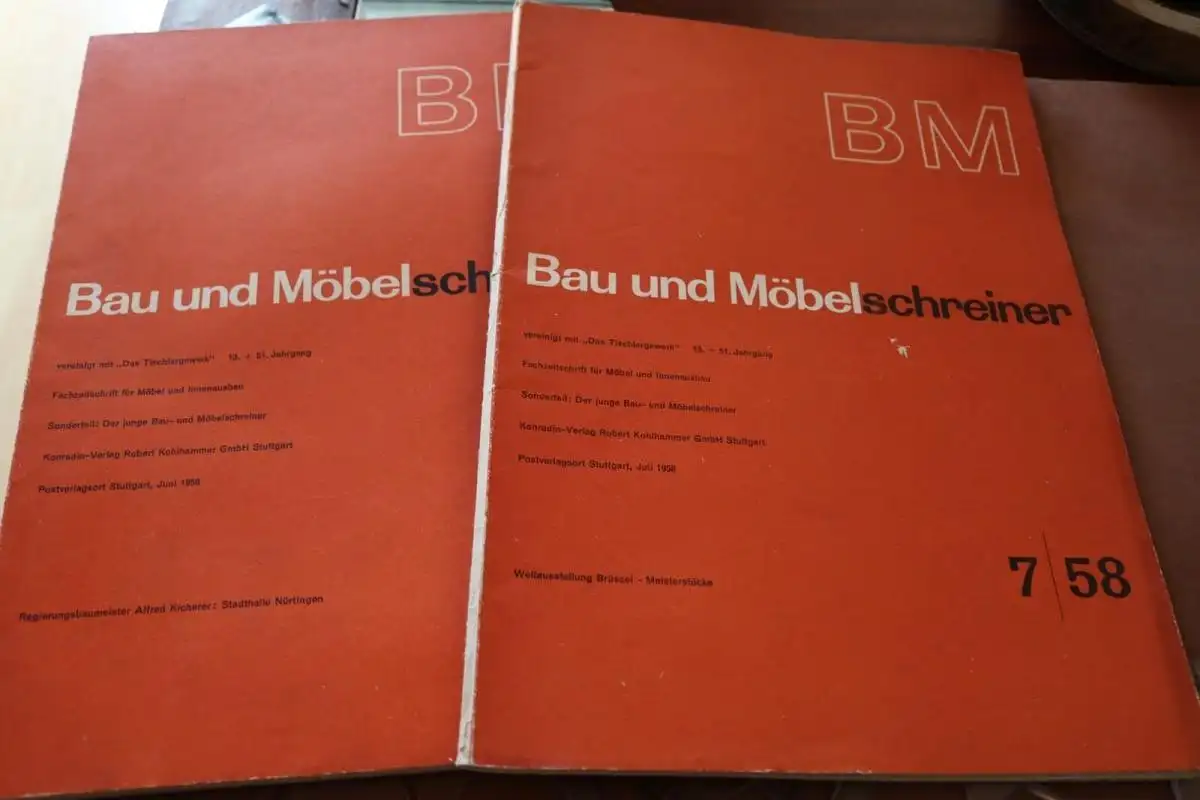 B
Bau und Möbelsch
vereinigt mit „Das Tischlergewerk" 13. + 51. Jahrgang
Fachzeitschrift für Möbel und Innenausbau
Sonderteil: Der junge Bau- und Möbelschreiner
Konradin-Verlag Robert Kohlhammer GmbH Stuttgart
Postverlagsort Stuttgart, Juni 1958
Regierungsbaumeister Alfred Kicherer: Stadthalle Nürtingen
BM
Bau und Möbelschreiner
vereinigt mit „Das Tischlergewerk" 13. + 51. Jahrgang
Fachzeitschrift für Möbel und Innenausbau
Sonderteil: Der junge Bau- und Möbelschreiner
Konradin-Verlag Robert Kohlhammer GmbH Stuttgart
Postverlagsort Stuttgart, Juli 1958
Weltausstellung Brüssel - Meisterstücke
7/58